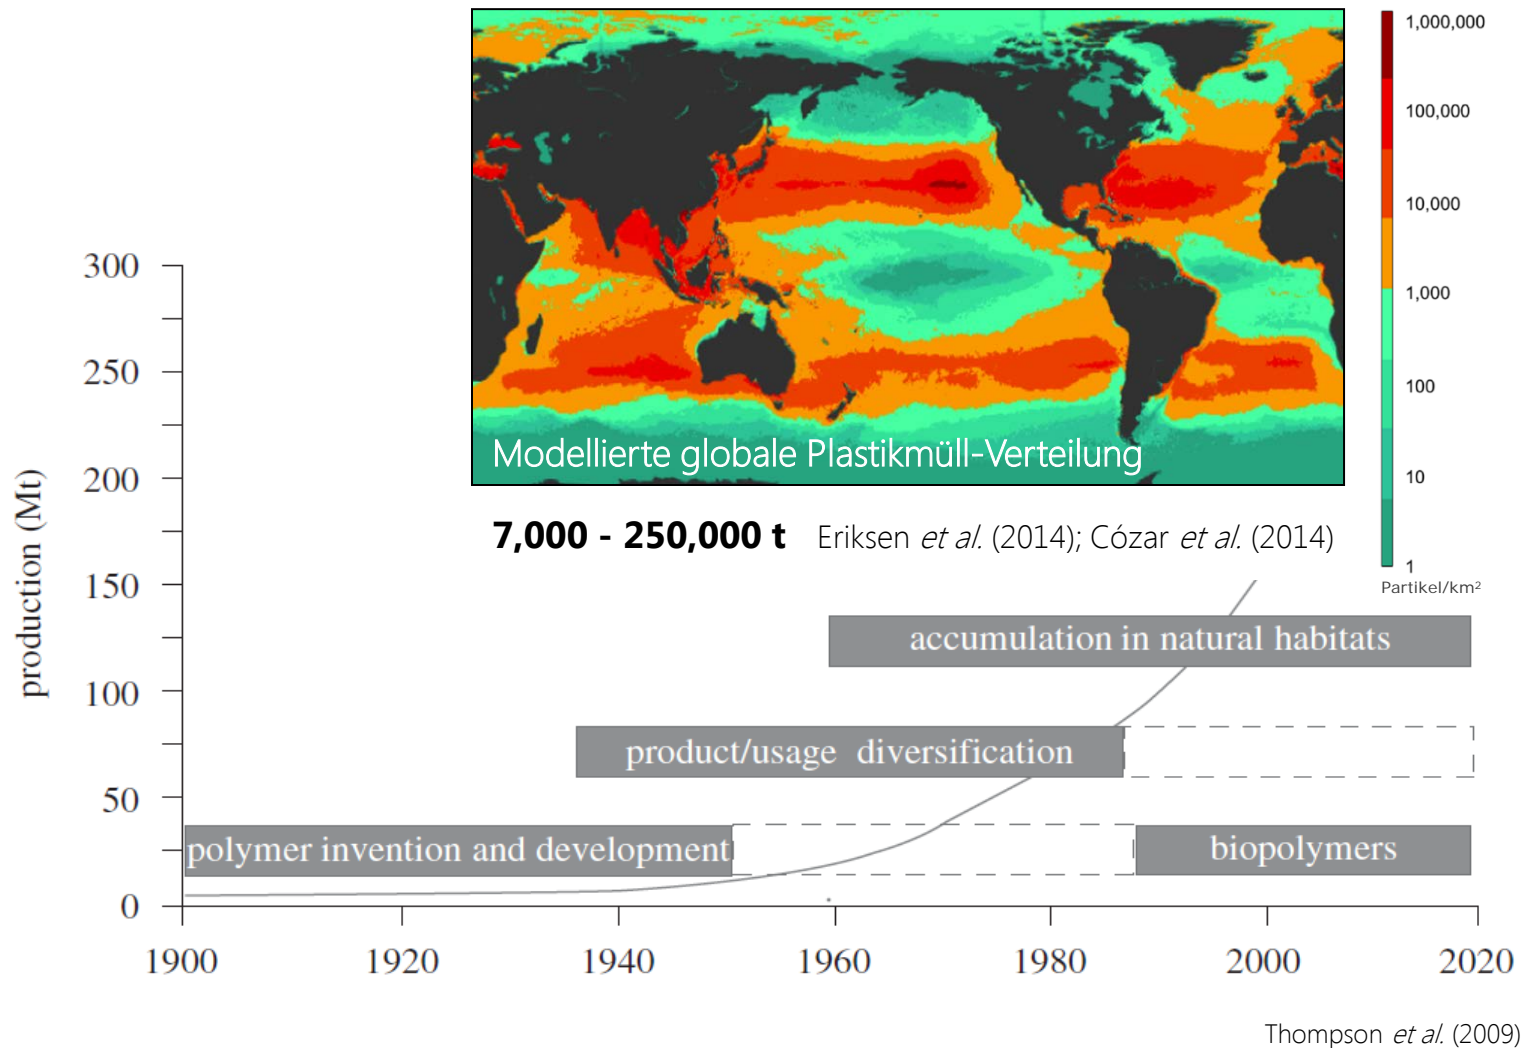 1,000,000
100,000
10,000
1,000
100
10
1
Partikel/km²
Modellierte globale Plastikmüll-Verteilung
7,000 - 250,000 t Eriksen et al. (2014); Cózar et al. (2014)
production (Mt)
300
250
200
150
100
50
0
accumulation in natural habitats
product/usage diversification
polymer invention and development
biopolymers
1900 1920 1940 1960 1980 2000 2020
Thompson et al. (2009)